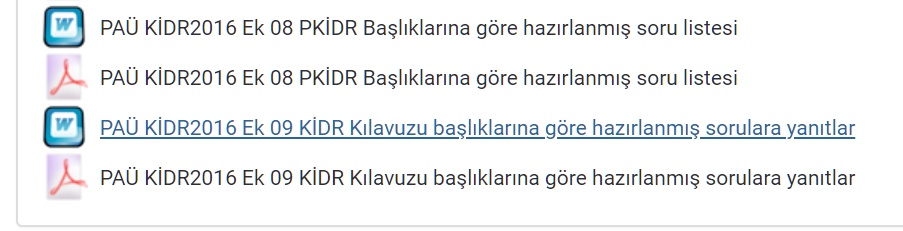 PAÜ KİDR2016 Ek 08 PKİDR Başlıklarına göre hazırlanmış soru listesi
PAÜ KİDR2016 Ek 08 PKİDR Başlıklarına göre hazırlanmış soru listesi
PAÜ KİDR2016 Ek 09 KİDR Kılavuzu başlıklarına göre hazırlanmış sorulara yanıtlar
PAÜ KİDR2016 Ek 09 KİDR Kılavuzu başlıklarına göre hazırlanmış sorulara yanıtlar